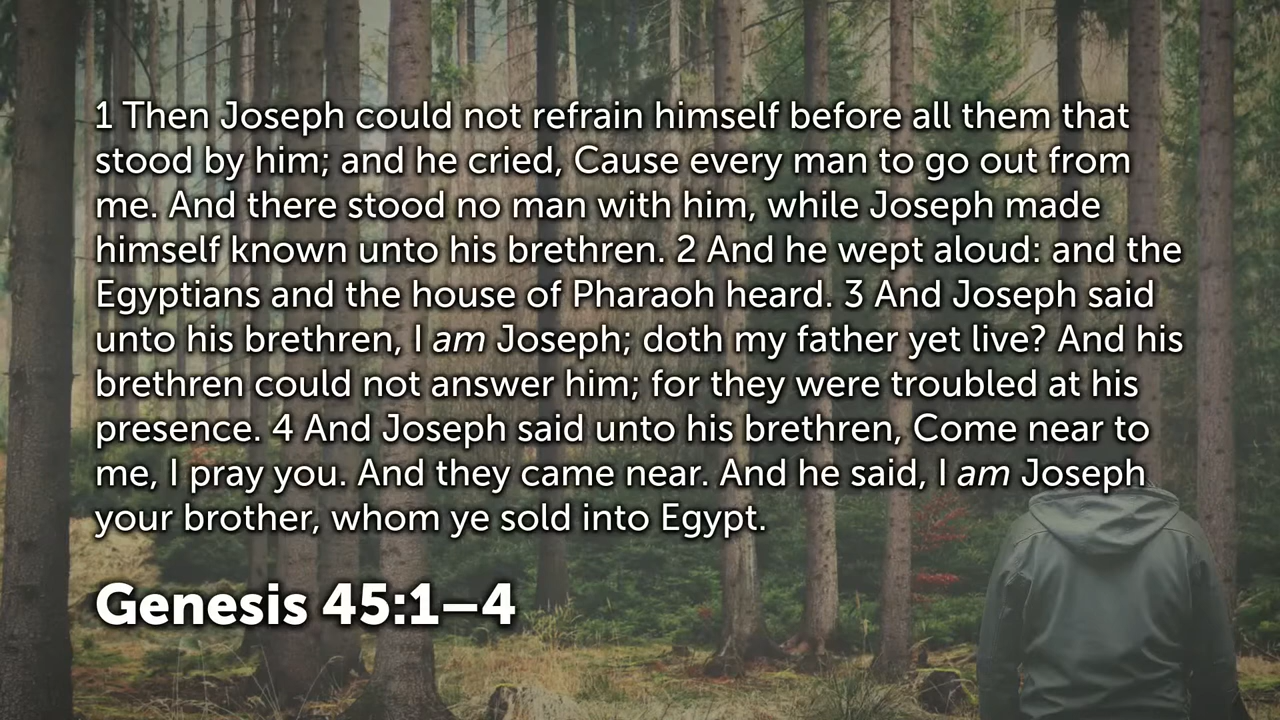 1 Then Joseph could not refrain himself before all them that
stood by him; and he cried, Cause every man to go out from
me. And there stood no man with him, while Joseph made
himself known unto his brethren. 2 And he wept aloud: and the
Egyptians and the house of Pharaoh heard. 3 And Joseph said
unto his brethren, I am Joseph; doth my father yet live? And his
brethren could not answer him; for they were troubled at his
presence. 4 And Joseph said unto his brethren, Come near to
me, I pray you. And they came near. And he said, I am Joseph
your brother, whom ye sold into Egypt.
Genesis 45:1–4